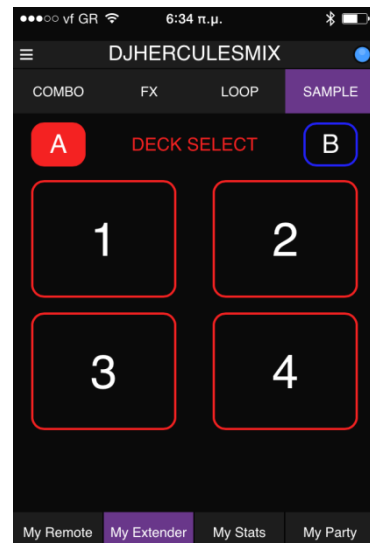 vf GR 6:34 π.μ.
DJHERCULESMIX
COMBO FX LOOP SAMPLE
A DECK SELECT B
1 2
3 4
My Remote My Extender My Stats My Party